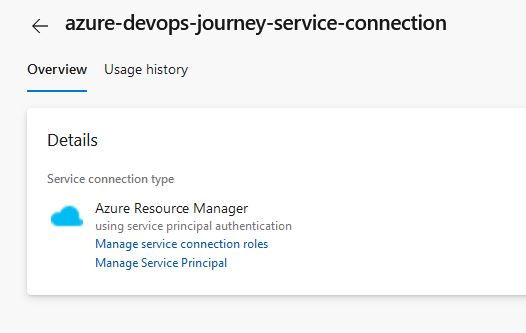 azure-devops-journey-service-connection
Overview Usage history
Details
Service connection type
Azure Resource Manager
using service principal authentication
Manage service connection roles
Manage Service Principal